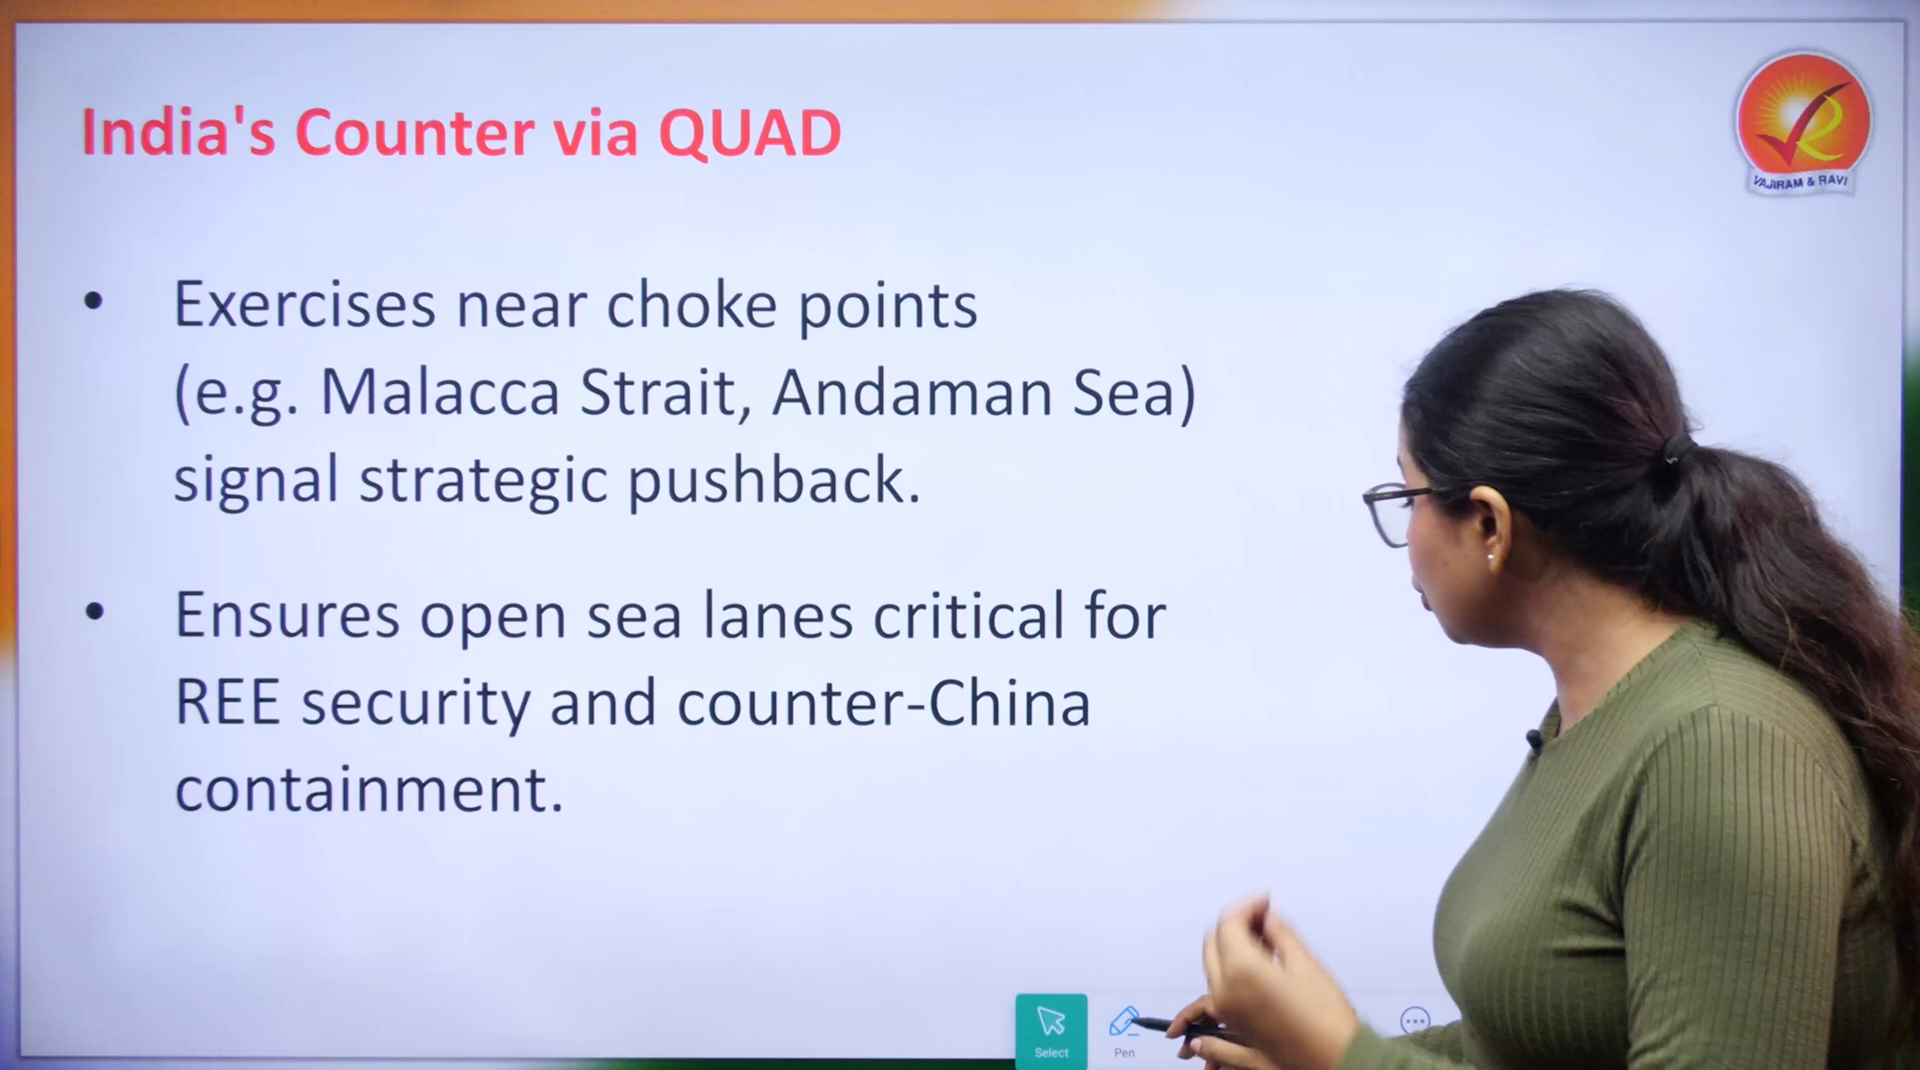 India's Counter via QUAD
VAJIRAM & RAVI
• Exercises near choke points
(e.g. Malacca Strait, Andaman Sea)
signal strategic pushback.
• Ensures open sea lanes critical for
REE security and counter-China
containment.
Select
Pen